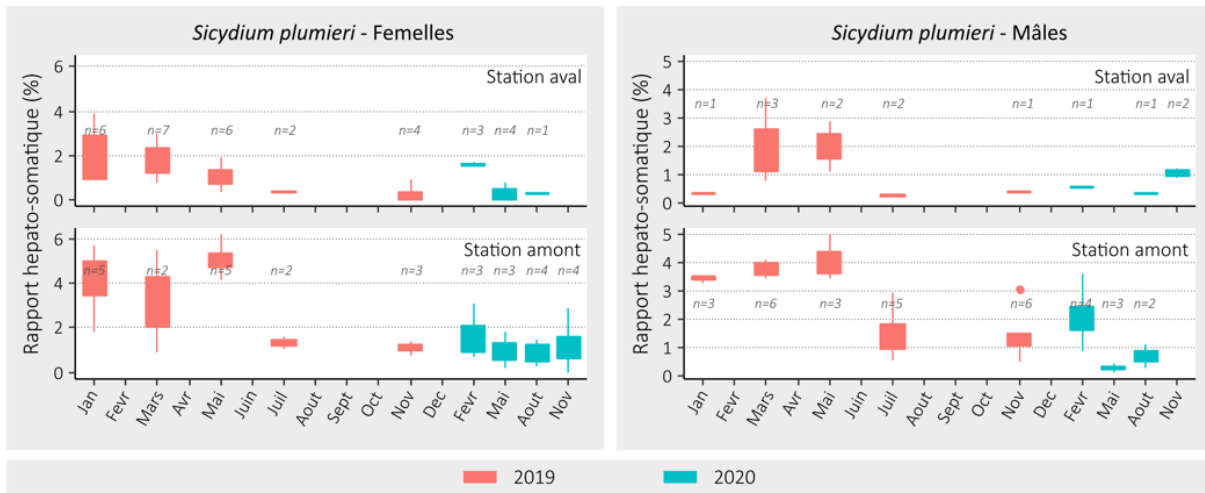 Sicydium plumieri - Femelles
Rapport hepato-somatique (%)
Station aval
6
4
2
0
n=6 n=7 n=6 n=2 n=4 n=3 n=4 n=1
Station amont
6
4
2
0
n=5 n=2 n=5 n=2 n=3 n=3 n=3 n=4 n=4
Jan Fevr Mars Avr Mai Juin Juil Aout Sept Oct Nov Dec Fevr Mai Aout Nov
Sicydium plumieri - Mâles
Rapport hepato-somatique (%)
Station aval
5
4
3
2
1
0
n=1 n=3 n=2 n=2 n=1 n=1 n=1 n=2
Station amont
5
4
3
2
1
0
n=3 n=6 n=3 n=5 n=6 n=4 n=3 n=2
Jan Fevr Mars Avr Mai Juin Juil Aout Sept Oct Nov Dec Fevr Mai Aout Nov
2019 2020